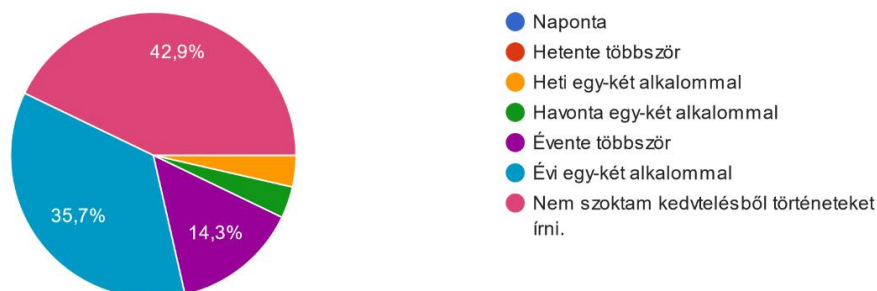 42,9%
35,7%
14,3%
Naponta
Hetente többször
Heti egy-két alkalommal
Havonta egy-két alkalommal
Évente többször
Évi egy-két alkalommal
Nem szoktam kedvtelésből történeteket
írni.